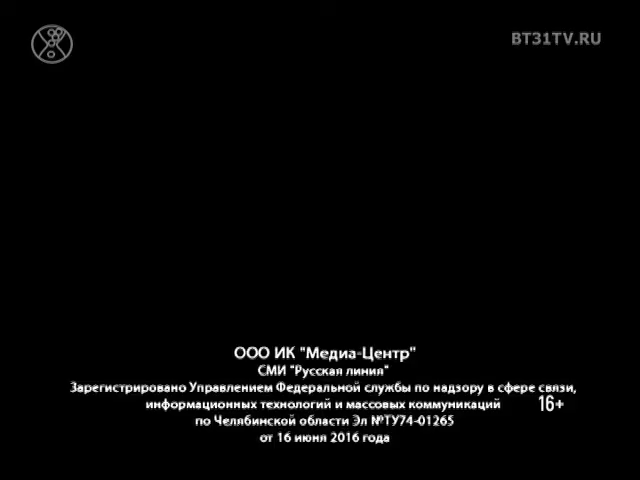 BT31TV.RU
ООО ИК "Медиа-Центр"
СМИ "Русская линия"
Зарегистрировано Управлением Федеральной службы по надзору в сфере связи,
информационных технологий и массовых коммуникаций
16+
по Челябинской области Эл №ТУ74-01265
от 16 июня 2016 года